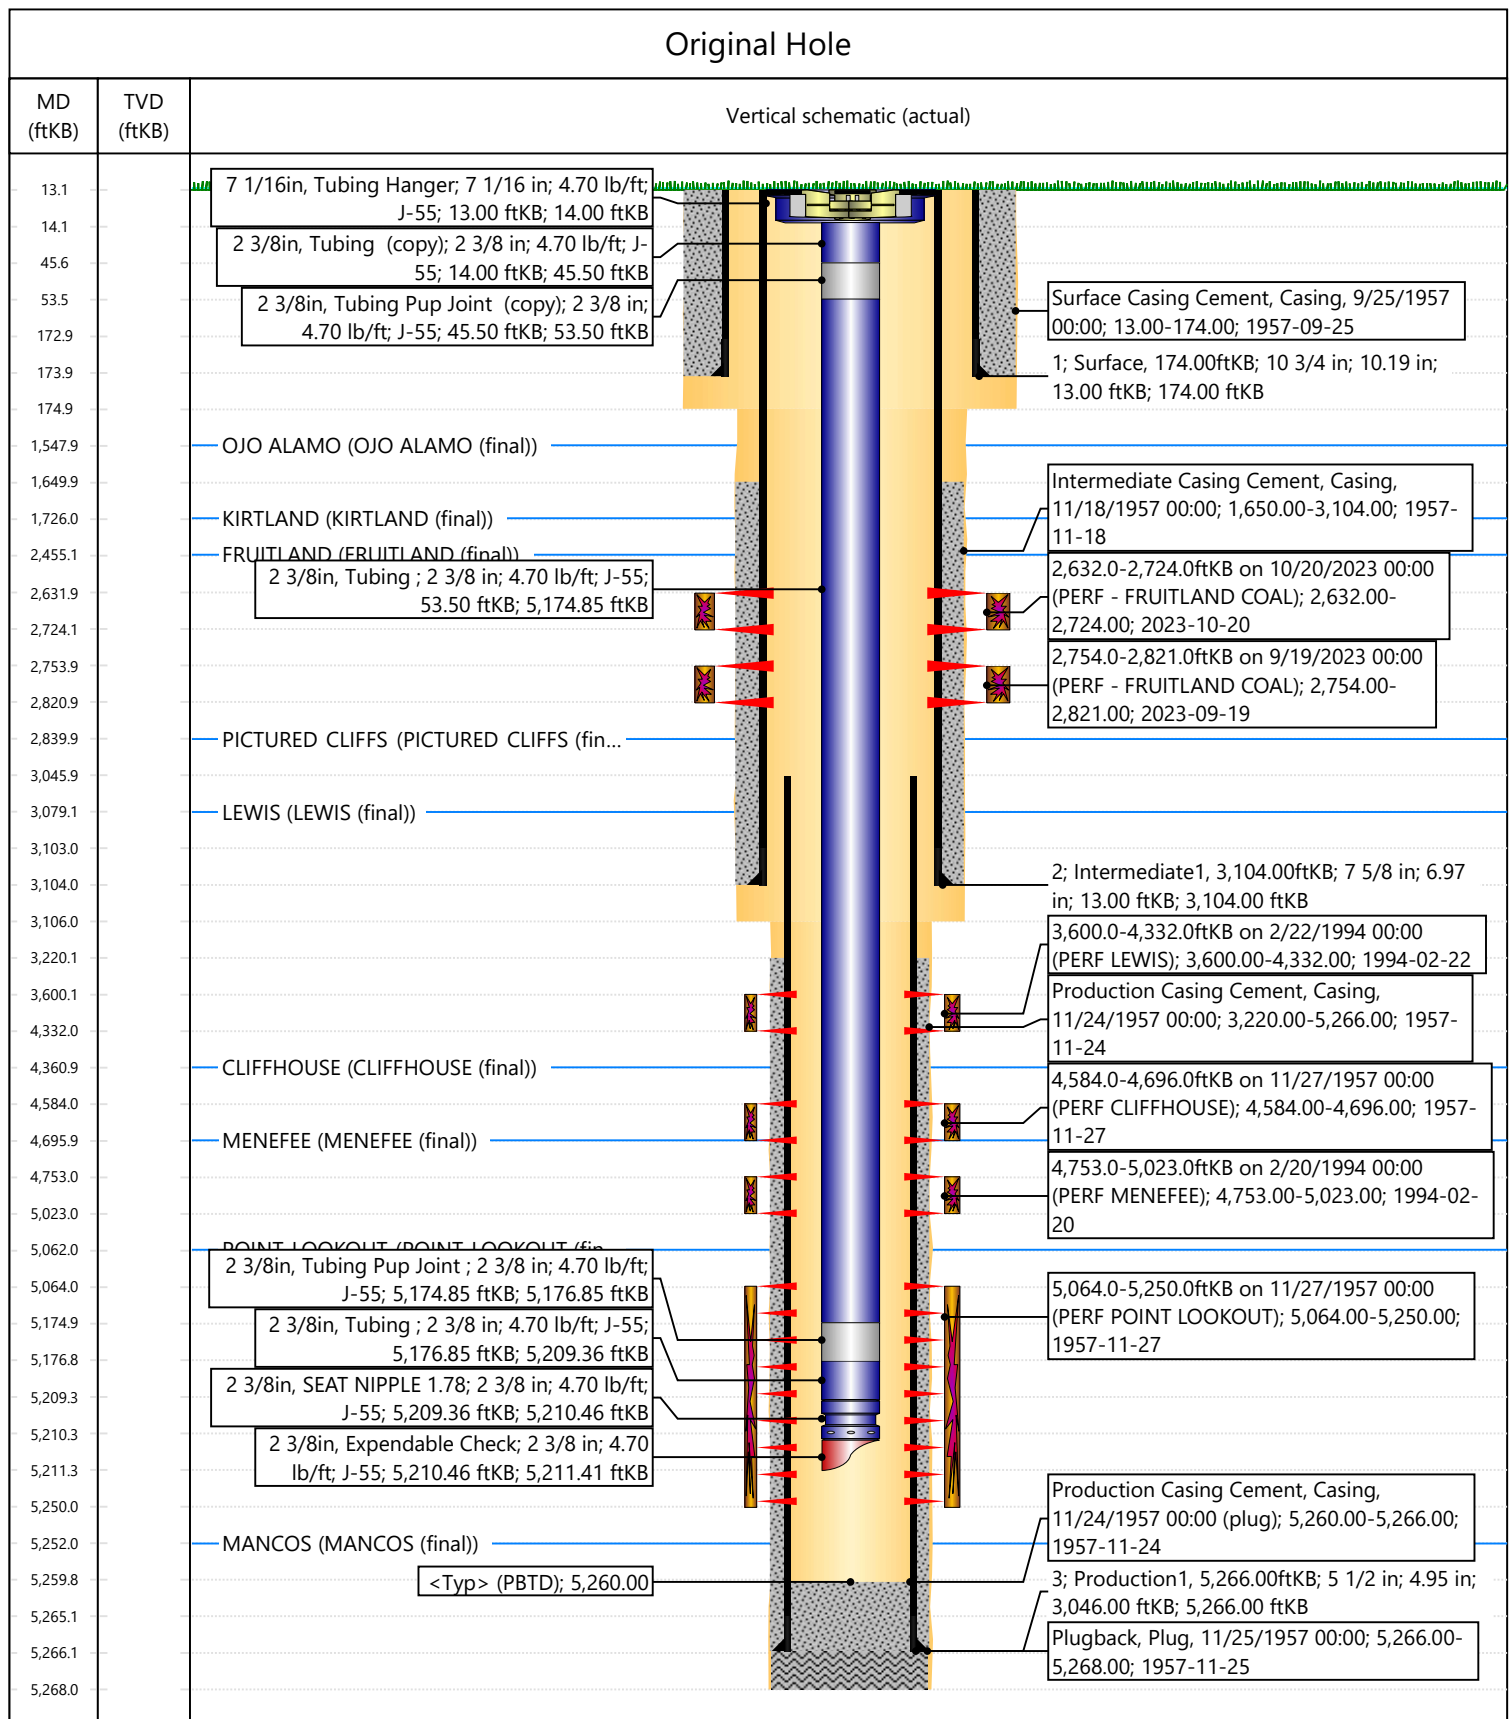 Original Hole
MD
(ftKB)
TVD
(ftKB)
Vertical schematic (actual)
13.1
14.1
45.6
53.5
172.9
173.9
174.9
1,547.9
1,649.9
1,726.0
2,455.1
2,631.9
2,724.1
2,753.9
2,820.9
2,839.9
3,045.9
3,079.1
3,103.0
3,104.0
3,106.0
3,220.1
3,600.1
4,332.0
4,360.9
4,584.0
4,695.9
4,753.0
5,023.0
5,062.0
5,064.0
5,174.9
5,176.8
5,209.3
5,210.3
5,211.3
5,250.0
5,252.0
5,259.8
5,265.1
5,266.1
5,268.0
7 1/16in, Tubing Hanger; 7 1/16 in; 4.70 lb/ft;
J-55; 13.00 ftKB; 14.00 ftKB
2 3/8in, Tubing (copy); 2 3/8 in; 4.70 lb/ft; J-
55; 14.00 ftKB; 45.50 ftKB
2 3/8in, Tubing Pup Joint (copy); 2 3/8 in;
4.70 lb/ft; J-55; 45.50 ftKB; 53.50 ftKB
OJO ALAMO (OJO ALAMO (final))
KIRTLAND (KIRTLAND (final))
FRUITLAND (FRUITLAND (final))
2 3/8in, Tubing ; 2 3/8 in; 4.70 lb/ft; J-55;
53.50 ftKB; 5,174.85 ftKB
PICTURED CLIFFS (PICTURED CLIFFS (fin...
LEWIS (LEWIS (final))
CLIFFHOUSE (CLIFFHOUSE (final))
MENEFEE (MENEFEE (final))
POINT LOOKOUT (POINT LOOKOUT (fin...
2 3/8in, Tubing Pup Joint ; 2 3/8 in; 4.70 lb/ft;
J-55; 5,174.85 ftKB; 5,176.85 ftKB
2 3/8in, Tubing ; 2 3/8 in; 4.70 lb/ft; J-55;
5,176.85 ftKB; 5,209.36 ftKB
2 3/8in, SEAT NIPPLE 1.78; 2 3/8 in; 4.70 lb/ft;
J-55; 5,209.36 ftKB; 5,210.46 ftKB
2 3/8in, Expendable Check; 2 3/8 in; 4.70
lb/ft; J-55; 5,210.46 ftKB; 5,211.41 ftKB
MANCOS (MANCOS (final))
<Typ> (PBTD); 5,260.00
Surface Casing Cement, Casing, 9/25/1957
00:00; 13.00-174.00; 1957-09-25
1; Surface, 174.00ftKB; 10 3/4 in; 10.19 in;
13.00 ftKB; 174.00 ftKB
Intermediate Casing Cement, Casing,
11/18/1957 00:00; 1,650.00-3,104.00; 1957-
11-18
2,632.0-2,724.0ftKB on 10/20/2023 00:00
(PERF - FRUITLAND COAL); 2,632.00-
2,724.00; 2023-10-20
2,754.0-2,821.0ftKB on 9/19/2023 00:00
(PERF - FRUITLAND COAL); 2,754.00-
2,821.00; 2023-09-19
2; Intermediate1, 3,104.00ftKB; 7 5/8 in; 6.97
in; 13.00 ftKB; 3,104.00 ftKB
3,600.0-4,332.0ftKB on 2/22/1994 00:00
(PERF LEWIS); 3,600.00-4,332.00; 1994-02-22
Production Casing Cement, Casing,
11/24/1957 00:00; 3,220.00-5,266.00; 1957-
11-24
4,584.0-4,696.0ftKB on 11/27/1957 00:00
(PERF CLIFFHOUSE); 4,584.00-4,696.00; 1957-
11-27
4,753.0-5,023.0ftKB on 2/20/1994 00:00
(PERF MENEFEE); 4,753.00-5,023.00; 1994-02-
20
5,064.0-5,250.0ftKB on 11/27/1957 00:00
(PERF POINT LOOKOUT); 5,064.00-5,250.00;
1957-11-27
Production Casing Cement, Casing,
11/24/1957 00:00 (plug); 5,260.00-5,266.00;
1957-11-24
3; Production1, 5,266.00ftKB; 5 1/2 in; 4.95 in;
3,046.00 ftKB; 5,266.00 ftKB
Plugback, Plug, 11/25/1957 00:00; 5,266.00-
5,268.00; 1957-11-25